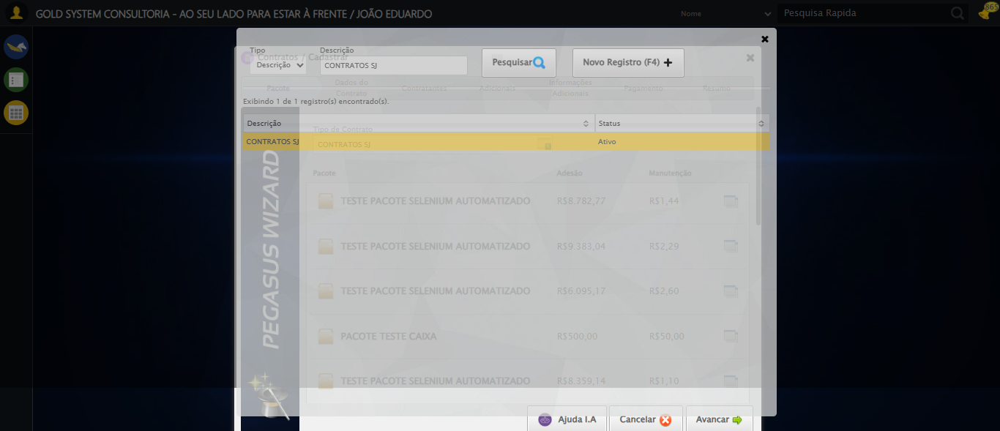 GOLD SYSTEM CONSULTORIA - AO SEU LADO PARA ESTAR À FRENTE / JOÃO EDUARDO
Nome
Pesquisa Rapida
865
Tipo
Descrição
Contratos / Cadastrar
Descrição
CONTRATOS SJ
Pesquisar
Novo Registro (F4)
Pacote
Dados do Contrato
Contratantes
Adicionais
Informações Adicionais
Pagamento
Resumo
Exibindo 1 de 1 registro(s) encontrado(s).
Descrição
Status
Tipo de Contrato
CONTRATOS SJ
Ativo
CONTRATOS SJ
PEGASUS WIZARD
Pacote
Adesão
Manutenção
TESTE PACOTE SELENIUM AUTOMATIZADO R$8.782,77 R$1,44
TESTE PACOTE SELENIUM AUTOMATIZADO R$9.383,04 R$2,29
TESTE PACOTE SELENIUM AUTOMATIZADO R$6.095,17 R$2,60
PACOTE TESTE CAIXA R$500,00 R$50,00
TESTE PACOTE SELENIUM AUTOMATIZADO R$8.359,14 R$1,10
Ajuda I.A
Cancelar
Avancar